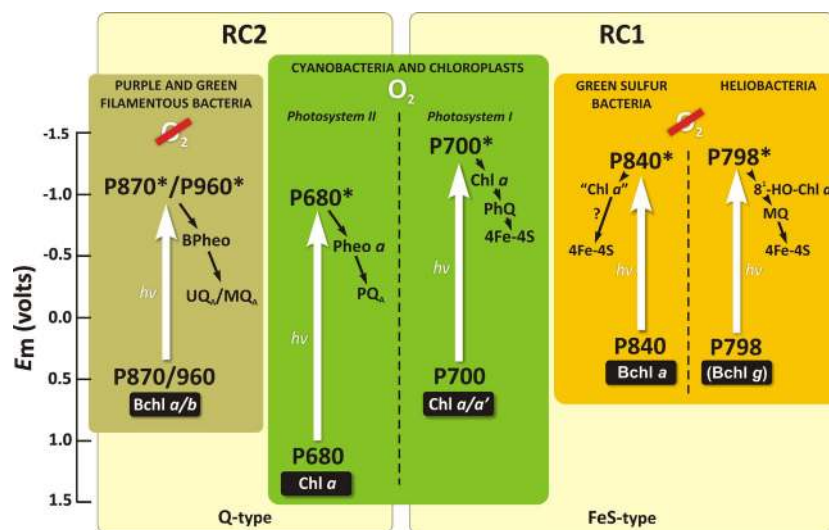 RC2
RC1
PURPLE AND GREEN
FILAMENTOUS BACTERIA
O2
CYANOBACTERIA AND CHLOROPLASTS
O2
Photosystem II
Photosystem I
GREEN SULFUR
BACTERIA
HELIOBACTERIA
O2
Em (volts)
-1.5
-1.0
-0.5
0.0
0.5
1.0
1.5
P870*/P960*
BPheo
UQA/MQA
hν
P870/960
Bchl a/b
P680*
Pheo a
PQA
hν
P680
Chl a
P700*
Chl a
PhQ
4Fe-4S
hν
P700
Chl a/a'
P840*
"Chl a"
?
4Fe-4S
hν
P840
Bchl a
P798*
8¹-HO-Chl a
MQ
4Fe-4S
hν
P798
(Bchl g)
Q-type
FeS-type